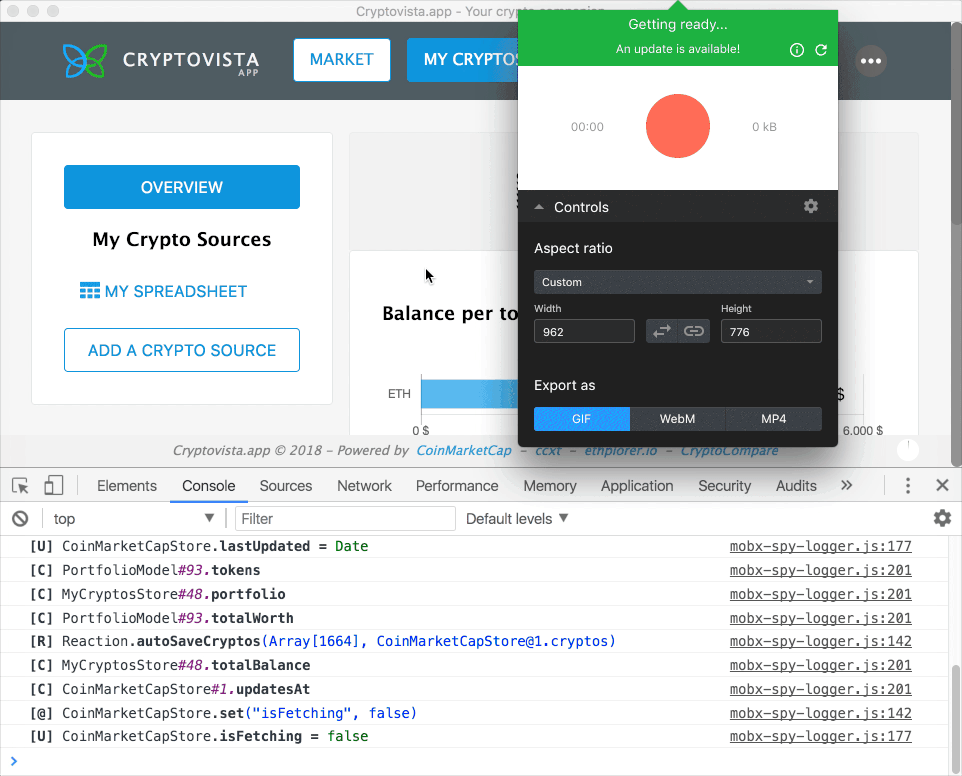 Cryptovista.app - Your crypto companion
Getting ready...
An update is available!
CRYPTOVISTA
APP
MARKET
MY CRYPTOS
00:00
0 kB
Controls
Aspect ratio
Custom
Width
Height
962
776
Export as
GIF
WebM
MP4
OVERVIEW
My Crypto Sources
MY SPREADSHEET
ADD A CRYPTO SOURCE
Balance per to
ETH
$
0 $
6.000 $
Cryptovista.app © 2018 – Powered by CoinMarketCap – ccxt – ethplorer.io – CryptoCompare
Elements Console Sources Network Performance Memory Application Security Audits »
top ▼ Filter Default levels ▼
[U] CoinMarketCapStore.lastUpdated = Date mobx-spy-logger.js:177
[C] PortfolioModel#93.tokens mobx-spy-logger.js:201
[C] MyCryptosStore#48.portfolio mobx-spy-logger.js:201
[C] PortfolioModel#93.totalWorth mobx-spy-logger.js:201
[R] Reaction.autoSaveCryptos(Array[1664], CoinMarketCapStore@1.cryptos) mobx-spy-logger.js:142
[C] MyCryptosStore#48.totalBalance mobx-spy-logger.js:201
[C] CoinMarketCapStore#1.updatesAt mobx-spy-logger.js:201
[@] CoinMarketCapStore.set("isFetching", false) mobx-spy-logger.js:142
[U] CoinMarketCapStore.isFetching = false mobx-spy-logger.js:177